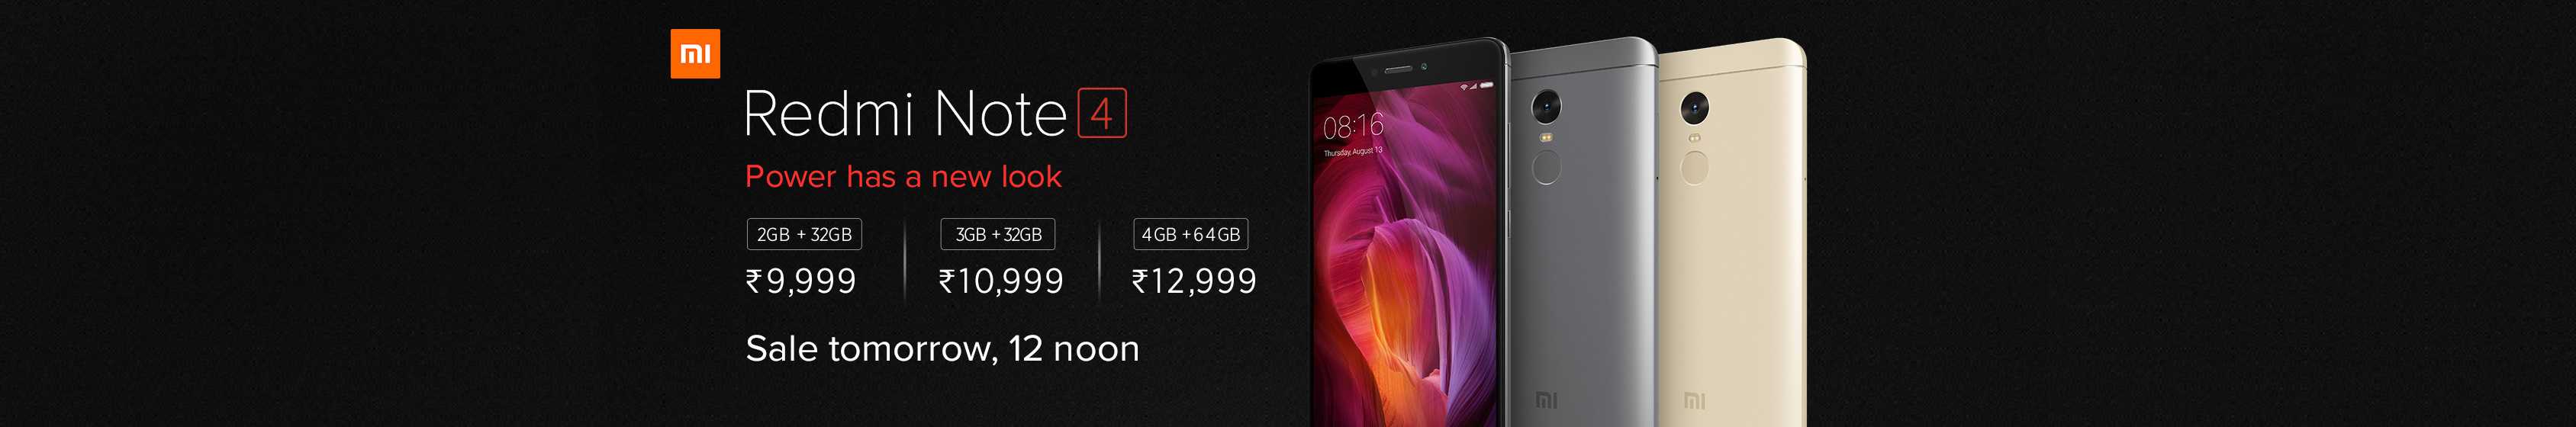 mi
Redmi Note 4
Power has a new look
2GB + 32GB
₹9,999
3GB + 32GB
₹10,999
4GB + 64GB
₹12,999
Sale tomorrow, 12 noon
08:16
Thursday, August 13
mi
mi